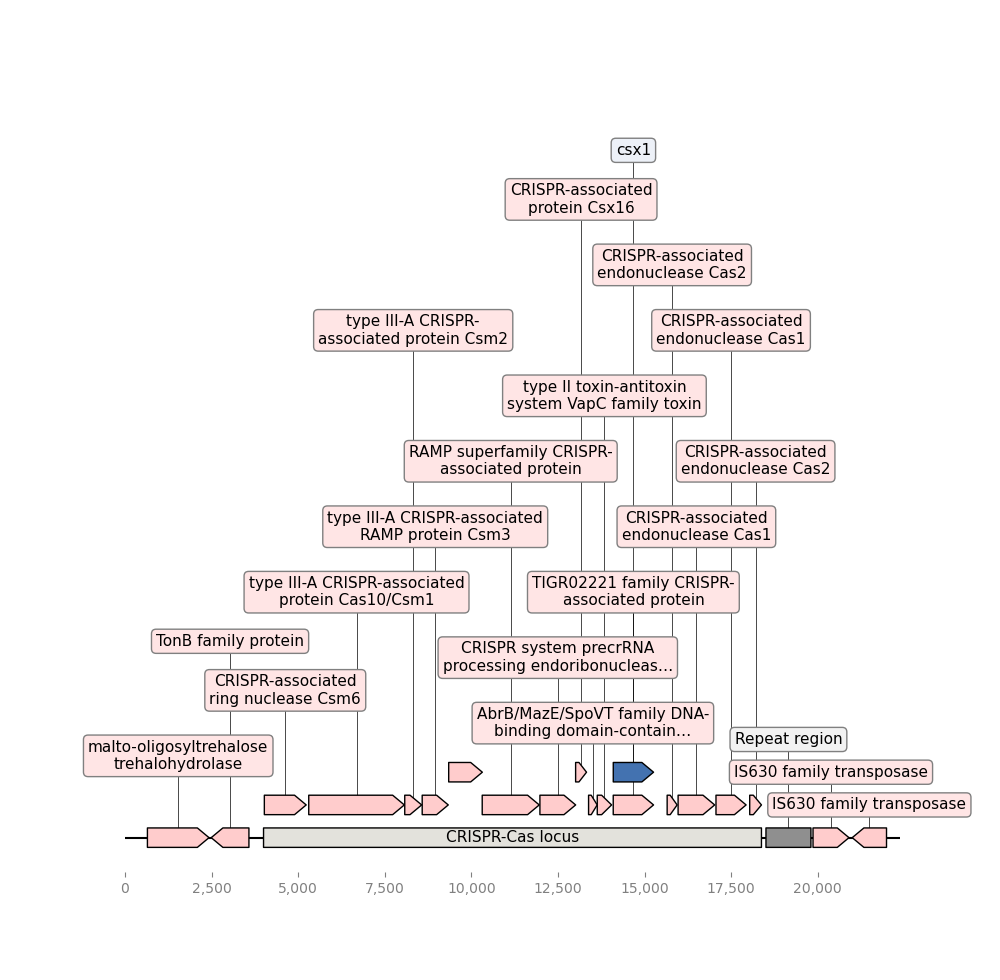 csx1
CRISPR-associated
protein Csx16
CRISPR-associated
endonuclease Cas2
type III-A CRISPR-
associated protein Csm2
CRISPR-associated
endonuclease Cas1
type II toxin-antitoxin
system VapC family toxin
RAMP superfamily CRISPR-
associated protein
CRISPR-associated
endonuclease Cas2
type III-A CRISPR-associated
RAMP protein Csm3
CRISPR-associated
endonuclease Cas1
type III-A CRISPR-associated
protein Cas10/Csm1
TIGR02221 family CRISPR-
associated protein
TonB family protein
CRISPR system precrRNA
processing endoribonucleas…
CRISPR-associated
ring nuclease Csm6
AbrB/MazE/SpoVT family DNA-
binding domain-contain…
malto-oligosyltrehalose
trehalohydrolase
Repeat region
IS630 family transposase
IS630 family transposase
CRISPR-Cas locus
0 2,500 5,000 7,500 10,000 12,500 15,000 17,500 20,000